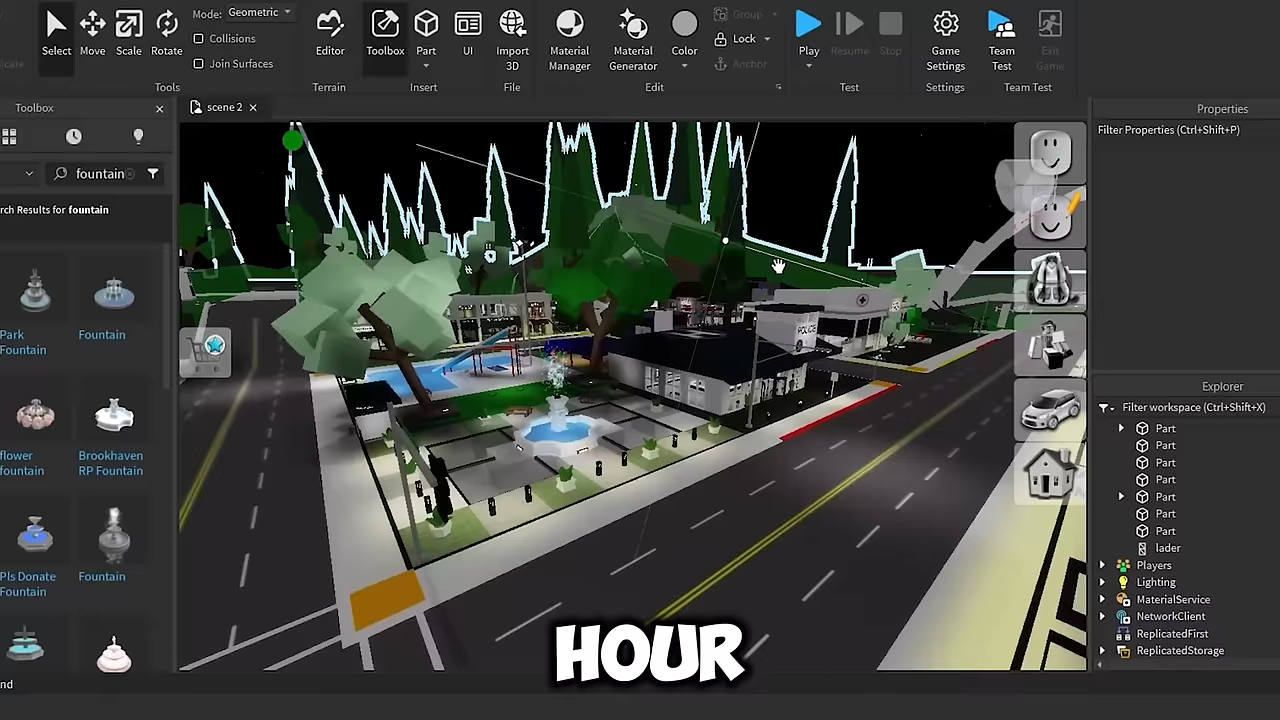 Mode: Geometric
Collisions
Join Surfaces
Select
Move
Scale
Rotate
Tools
Editor
Terrain
Toolbox
Part
UI
Insert
Import
3D
File
Material
Manager
Material
Generator
Color
Group
Lock
Anchor
Edit
Play
Resume
Stop
Test
Game
Settings
Settings
Team
Test
Exit
Game
Team Test
Toolbox
scene 2
fountain
rch Results for fountain
Park
Fountain
Fountain
flower
fountain
Brookhaven
RP Fountain
Pls Donate
Fountain
Fountain
nd
POLICE
HOUR
Properties
Filter Properties (Ctrl+Shift+P)
Explorer
Filter workspace (Ctrl+Shift+X)
Part
Part
Part
Part
Part
Part
Part
lader
Players
Lighting
MaterialService
NetworkClient
ReplicatedFirst
ReplicatedStorage